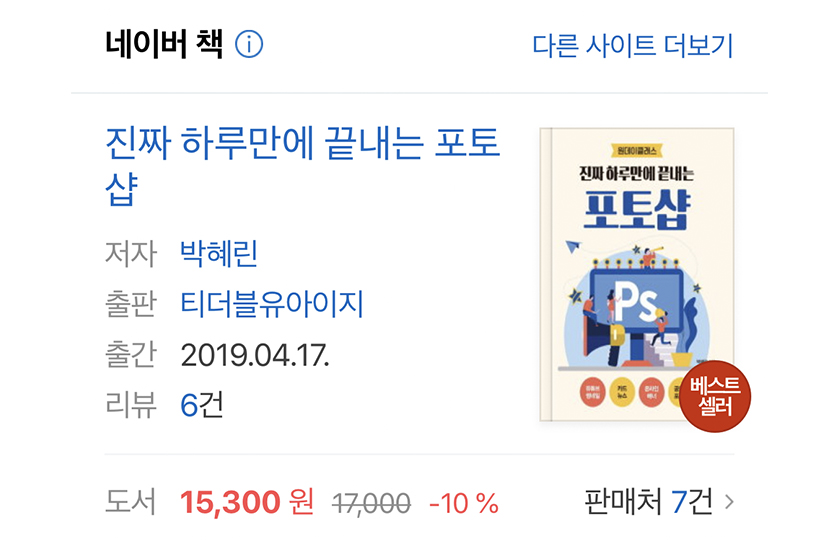 네이버 책
다른 사이트 더보기
진짜 하루만에 끝내는 포토
샵
저자 박혜린
출판 티더블유아이지
출간 2019.04.17.
리뷰 6건
원데이클래스
진짜 하루만에 끝내는
포토샵
Ps
유튜브
썸네일
카드
뉴스
온라인
배너
베스트
셀러
도서 15,300 원 17,000 -10 %
판매처 7건